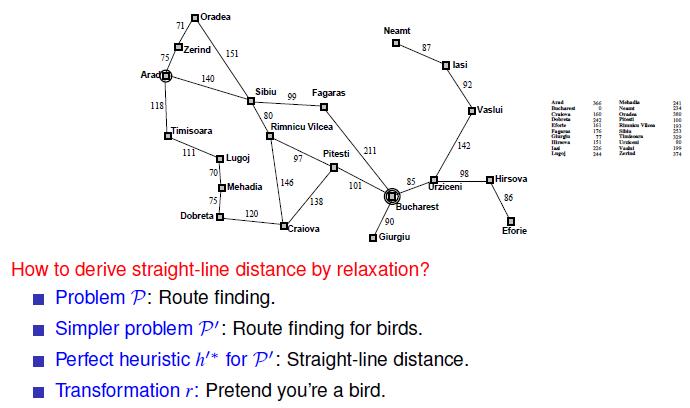 Oradea
71
Neamt
Zerind
87
151
75
Iasi
Arad
140
92
Sibiu
99
Fagaras
118
80
Vaslui
Timisoara
Rimnicu Vilcea
142
111
211
Lugoj
97
Pitesti
70
98
Hirsova
85
Mehadia
146
101
Urziceni
75
138
86
Bucharest
Dobreta
120
90
Craiova
Eforie
Giurgiu
Arad 366 Mehadia 241
Bucharest 0 Neamt 234
Craiova 160 Oradea 380
Dobreta 242 Pitesti 100
Eforie 161 Rimnicu Vilcea 193
Fagaras 176 Sibiu 253
Giurgiu 77 Timisoara 329
Hirsova 151 Urziceni 80
Iasi 226 Vaslui 199
Lugoj 244 Zerind 374
How to derive straight-line distance by relaxation?
Problem P: Route finding.
Simpler problem P′: Route finding for birds.
Perfect heuristic h′* for P′: Straight-line distance.
Transformation r: Pretend you're a bird.